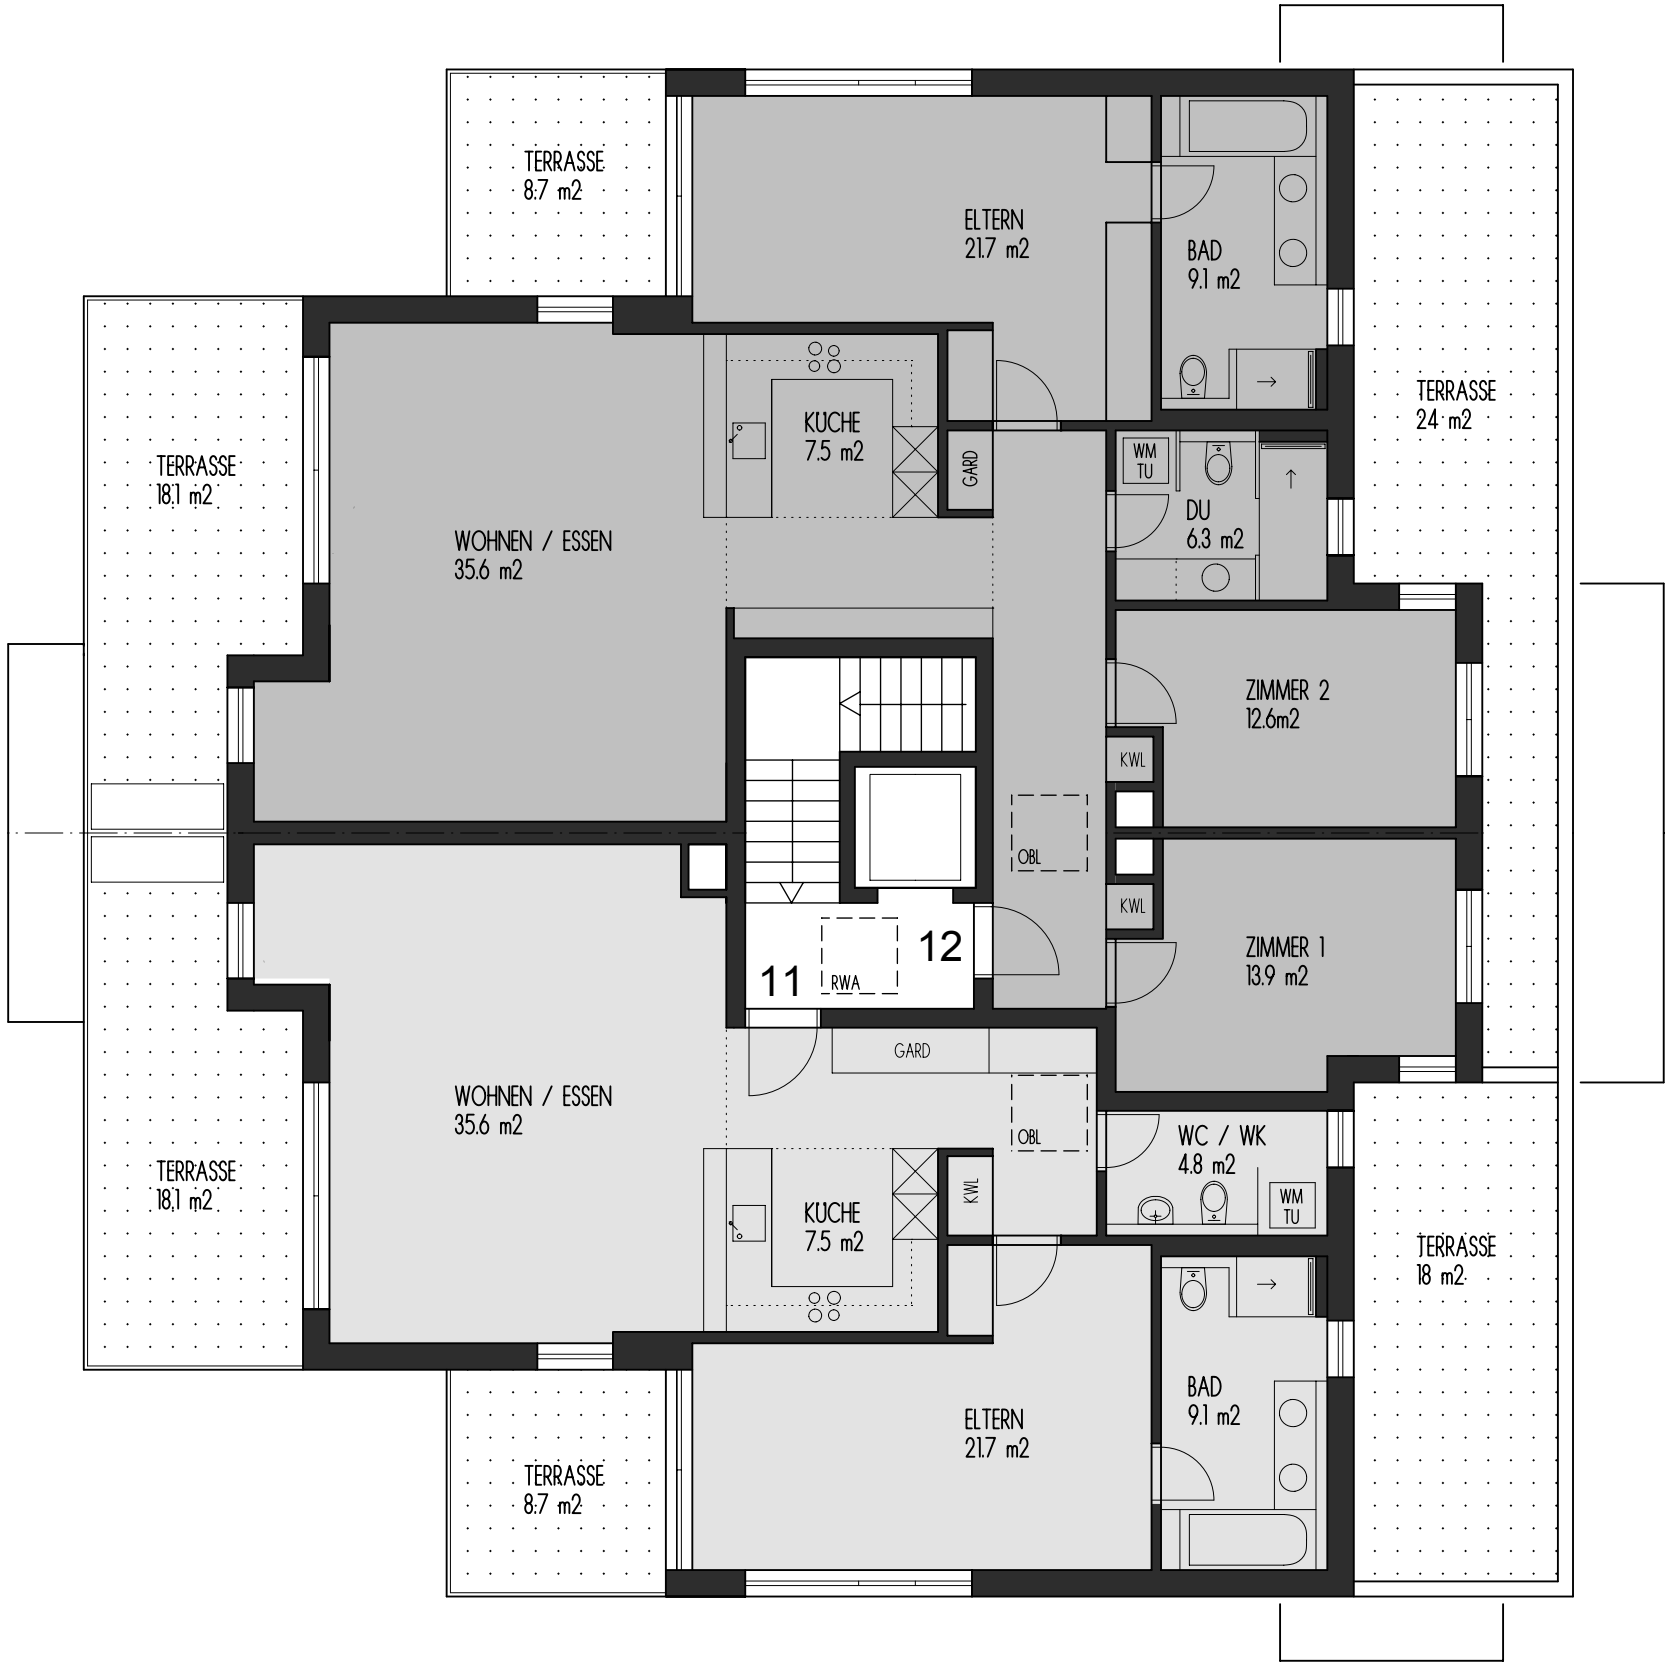 TERRASSE
8.7 m2
ELTERN
21.7 m2
BAD
9.1 m2
TERRASSE
24 m2
KÜCHE
7.5 m2
GARD
WM
TU
TERRASSE
18.1 m2
DU
6.3 m2
WOHNEN / ESSEN
35.6 m2
ZIMMER 2
12.6m2
KWL
OBL
KWL
12
11
RWA
ZIMMER 1
13.9 m2
GARD
WOHNEN / ESSEN
35.6 m2
OBL
WC / WK
4.8 m2
TERRASSE
18.1 m2
KWL
WM
TU
KÜCHE
7.5 m2
TERRASSE
18 m2
BAD
9.1 m2
ELTERN
21.7 m2
TERRASSE
8.7 m2